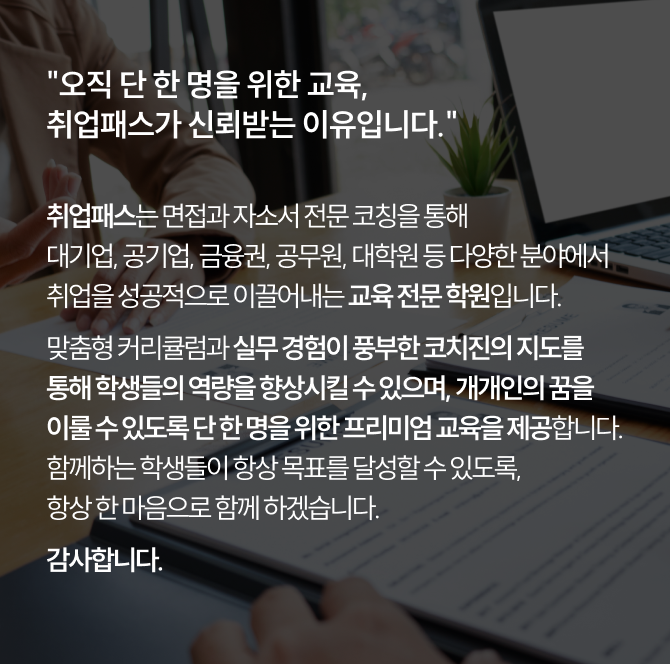 "오직 단 한 명을 위한 교육,
취업패스가 신뢰받는 이유입니다."
취업패스는 면접과 자소서 전문 코칭을 통해
대기업, 공기업, 금융권, 공무원, 대학원 등 다양한 분야에서
취업을 성공적으로 이끌어내는 교육 전문 학원입니다.
맞춤형 커리큘럼과 실무 경험이 풍부한 코치진의 지도를
통해 학생들의 역량을 향상시킬 수 있으며, 개개인의 꿈을
이룰 수 있도록 단 한 명을 위한 프리미엄 교육을 제공합니다.
함께하는 학생들이 항상 목표를 달성할 수 있도록,
항상 한 마음으로 함께 하겠습니다.
감사합니다.